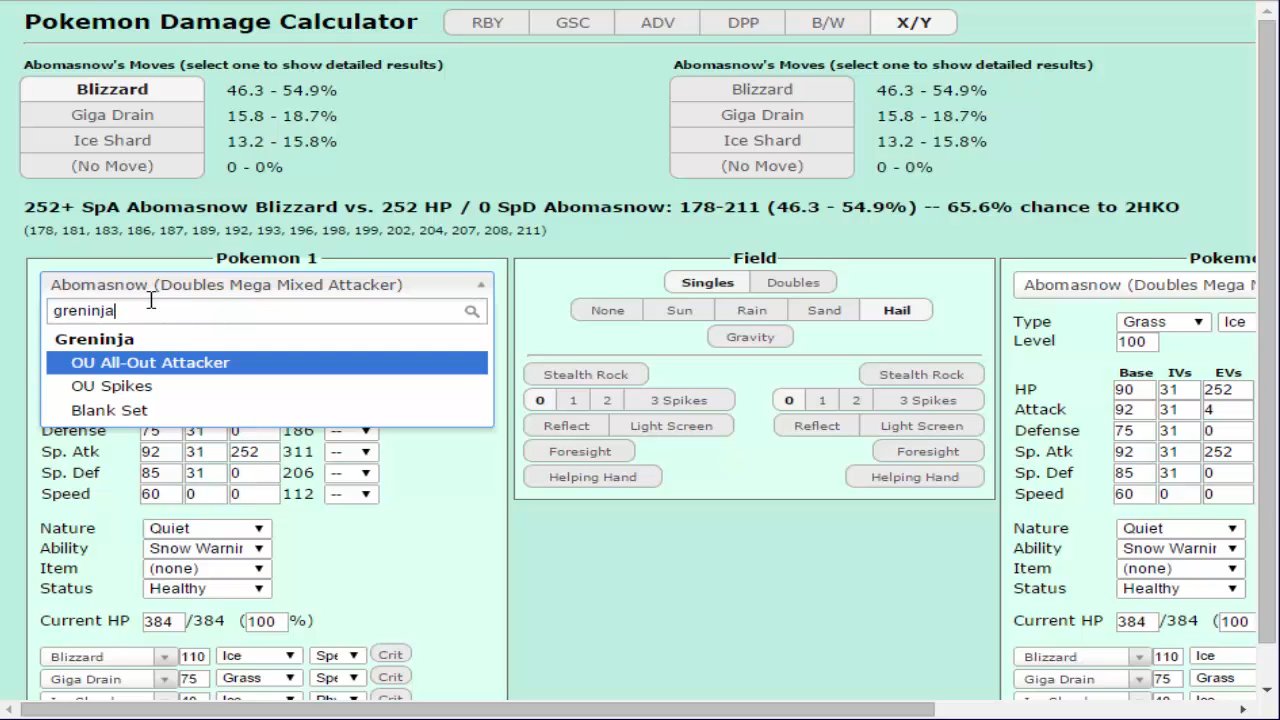 Pokemon Damage Calculator RBY GSC ADV DPP B/W X/Y
Abomasnow's Moves (select one to show detailed results) Abomasnow's Moves (select one to show detailed results)
Blizzard 46.3 - 54.9% Blizzard 46.3 - 54.9%
Giga Drain 15.8 - 18.7% Giga Drain 15.8 - 18.7%
Ice Shard 13.2 - 15.8% Ice Shard 13.2 - 15.8%
(No Move) 0 - 0% (No Move) 0 - 0%
252+ SpA Abomasnow Blizzard vs. 252 HP / 0 SpD Abomasnow: 178-211 (46.3 - 54.9%) -- 65.6% chance to 2HKO
(178, 181, 183, 186, 187, 189, 192, 193, 196, 198, 199, 202, 204, 207, 208, 211)
Pokemon 1
Abomasnow (Doubles Mega Mixed Attacker)
greninja
Greninja
OU All-Out Attacker
OU Spikes
Blank Set
Defense 75 31 0 186 --
Sp. Atk 92 31 252 311 --
Sp. Def 85 31 0 206 --
Speed 60 0 0 112 --
Nature Quiet
Ability Snow Warnir
Item (none)
Status Healthy
Current HP 384 /384 (100 %)
Blizzard 110 Ice Spe Crit
Giga Drain 75 Grass Spe Crit
Field
Singles Doubles
None Sun Rain Sand Hail
Gravity
Stealth Rock Stealth Rock
0 1 2 3 Spikes 0 1 2 3 Spikes
Reflect Light Screen Reflect Light Screen
Foresight Foresight
Helping Hand Helping Hand
Pokeme
Abomasnow (Doubles Mega M
Type Grass Ice
Level 100
Base IVs EVs
HP 90 31 252
Attack 92 31 4
Defense 75 31 0
Sp. Atk 92 31 252
Sp. Def 85 31 0
Speed 60 0 0
Nature Quiet
Ability Snow Warnir
Item (none)
Status Healthy
Current HP 384 /384 (100
Blizzard 110 Ice
Giga Drain 75 Grass